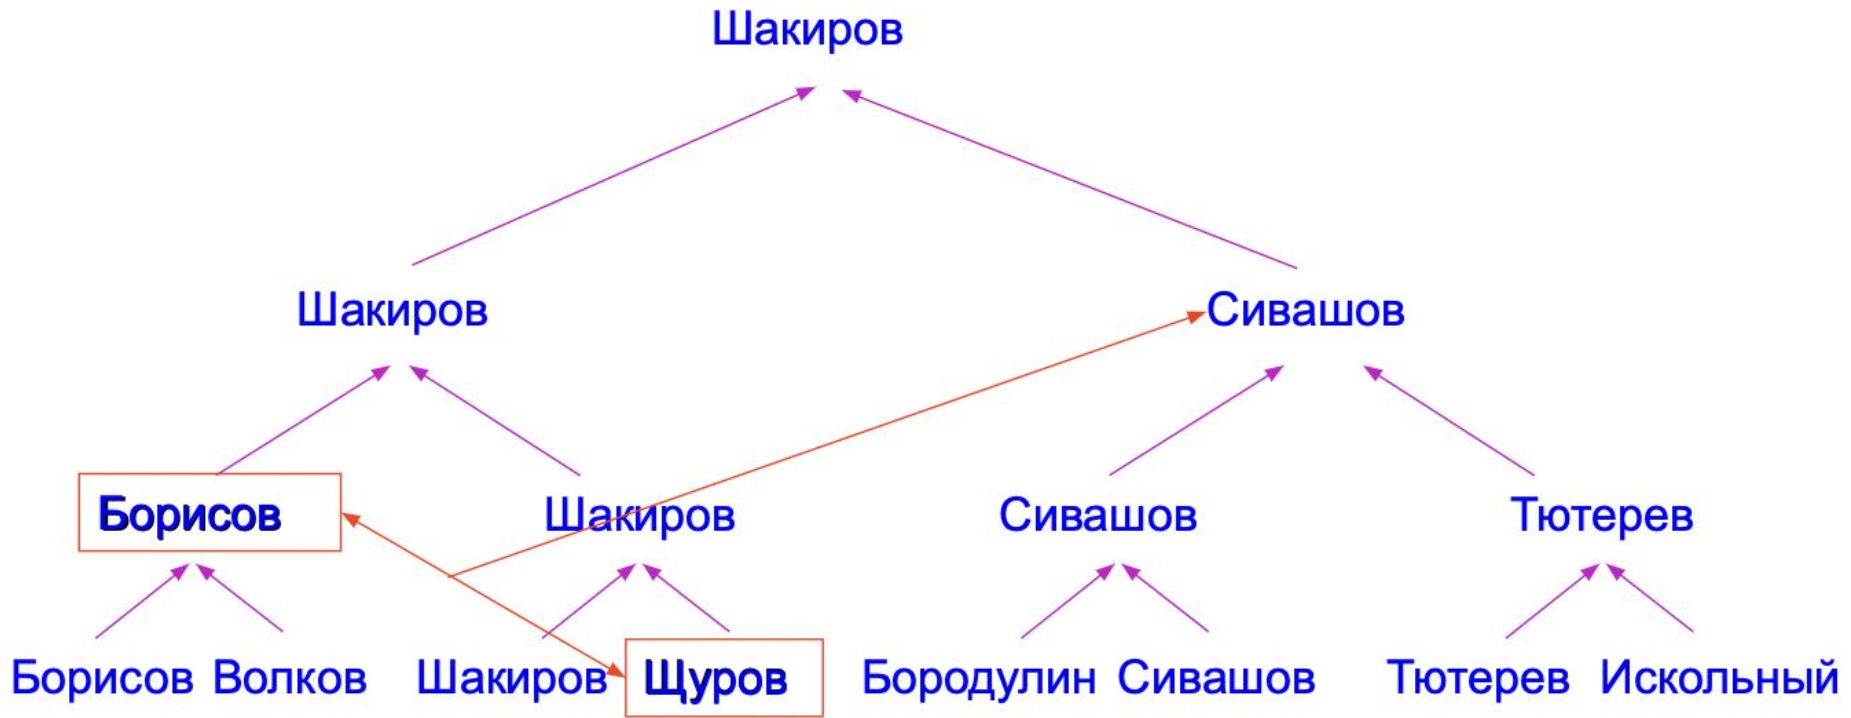 Шакиров
Шакиров Сивашов
Борисов Шакиров Сивашов Тютерев
Борисов Волков Шакиров Щуров Бородулин Сивашов Тютерев Искольный